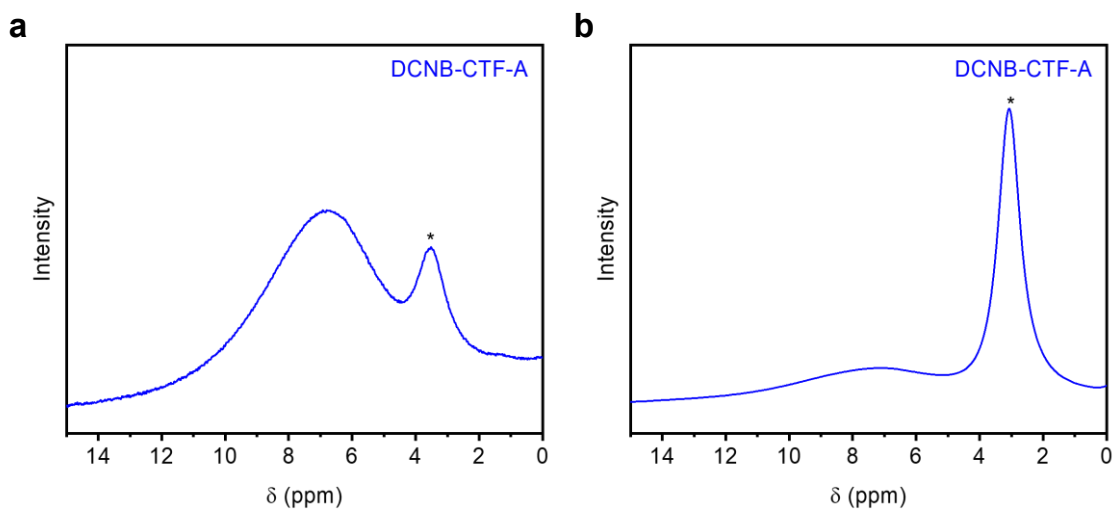 a
DCNB-CTF-A
*
Intensity
14 12 10 8 6 4 2 0
δ (ppm)
b
DCNB-CTF-A
*
Intensity
14 12 10 8 6 4 2 0
δ (ppm)